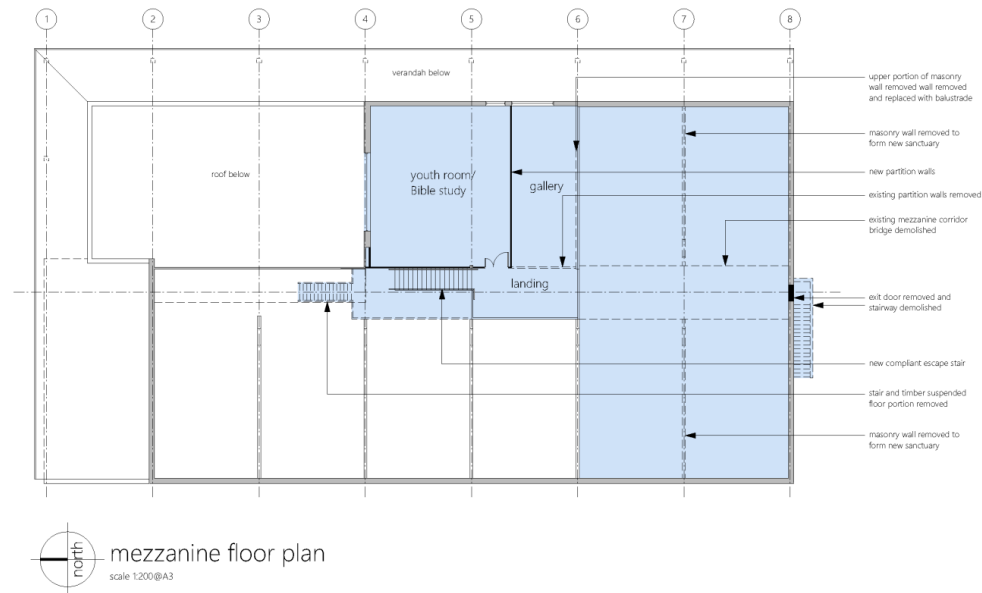 1 2 3 4 5 6 7 8
verandah below
upper portion of masonry
wall removed wall removed
and replaced with balustrade
masonry wall removed to
form new sanctuary
roof below
youth room/
Bible study
gallery
new partition walls
existing partition walls removed
existing mezzanine corridor
bridge demolished
landing
exit door removed and
stairway demolished
new compliant escape stair
stair and timber suspended
floor portion removed
masonry wall removed to
form new sanctuary
north
mezzanine floor plan
scale 1:200@A3